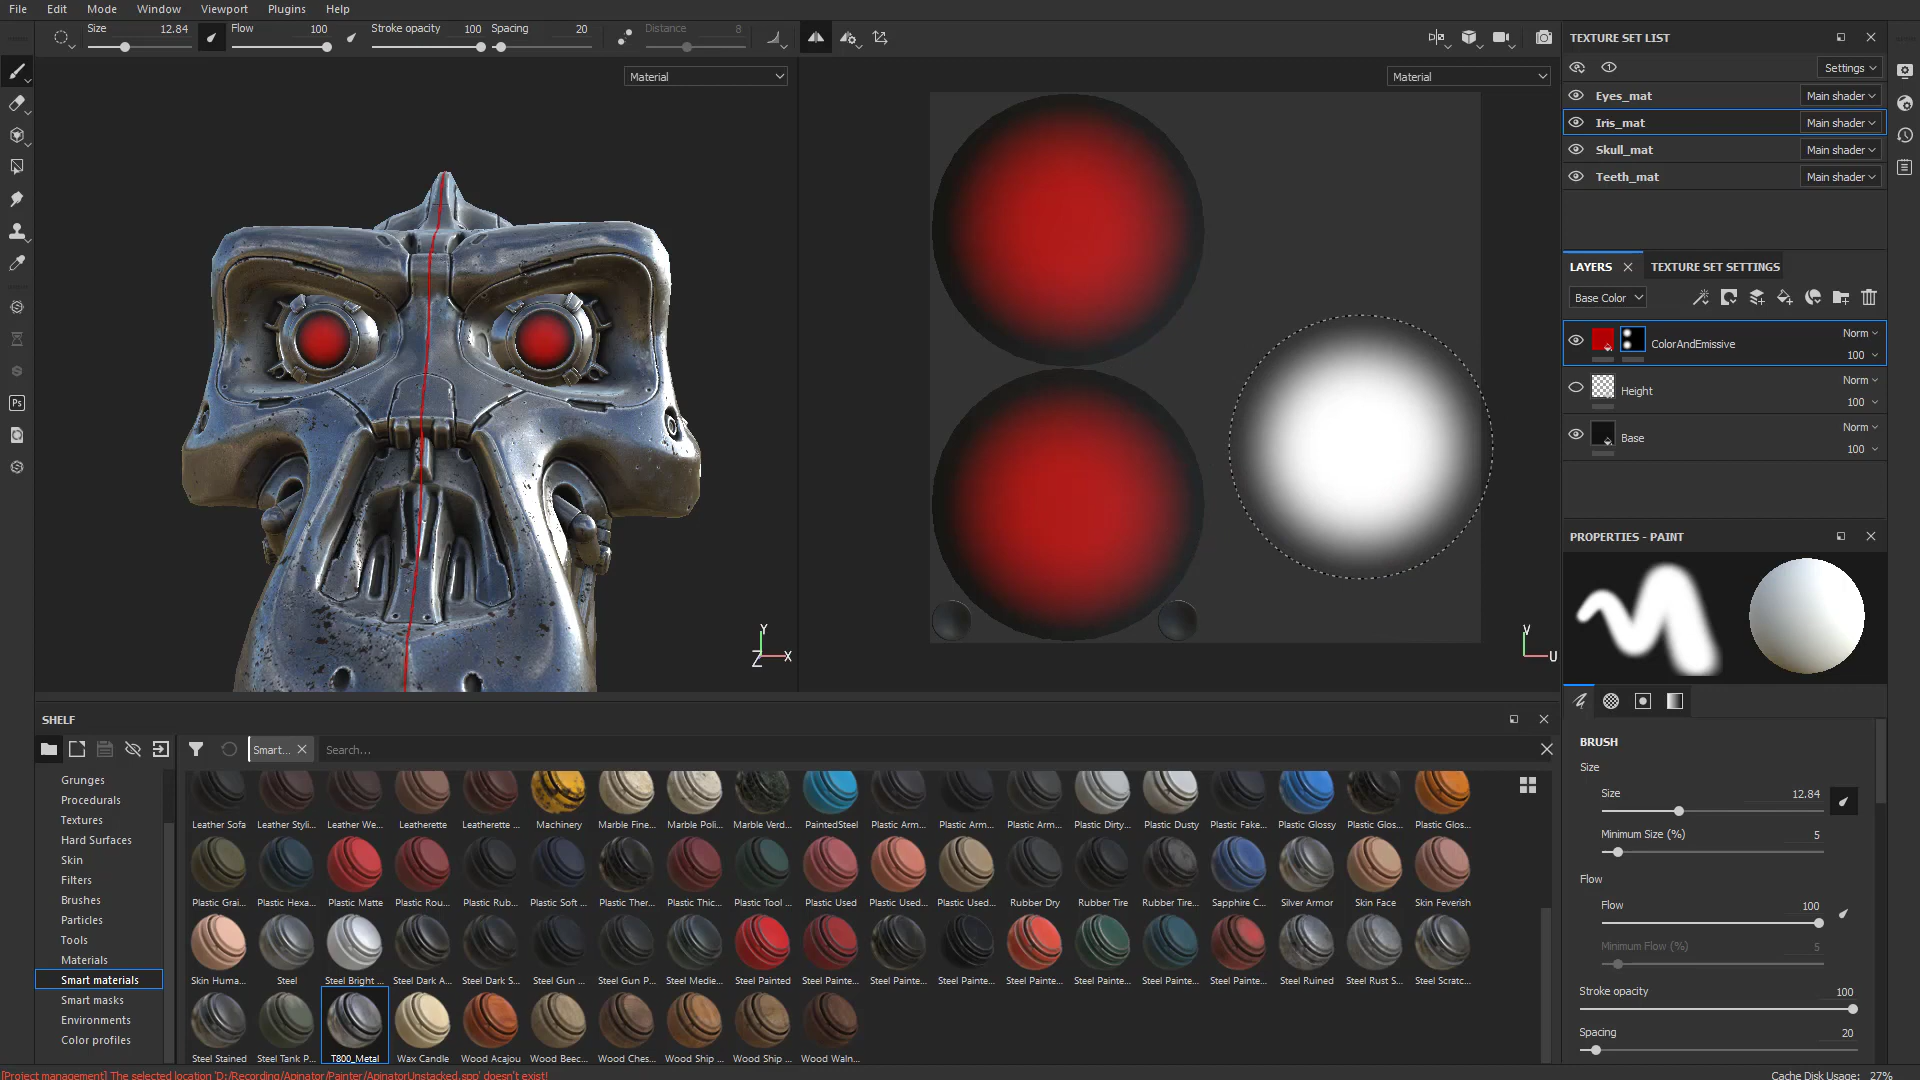 File Edit Mode Window Viewport Plugins Help
Size 12.84 Flow 100 Stroke opacity 100 Spacing 20 Distance 8
Material
Material
TEXTURE SET LIST
Settings
Eyes_mat Main shader
Iris_mat Main shader
Skull_mat Main shader
Teeth_mat Main shader
LAYERS TEXTURE SET SETTINGS
Base Color
ColorAndEmissive Norm
100
Height Norm
100
Base Norm
100
PROPERTIES - PAINT
BRUSH
Size
Size 12.84
Minimum Size (%) 5
Flow
Flow 100
Minimum Flow (%) 5
Stroke opacity 100
Spacing 20
Ps
Y
Z X
V
U
SHELF
Smart... Search...
Grunges
Procedurals
Textures
Hard Surfaces
Skin
Filters
Brushes
Particles
Tools
Materials
Smart materials
Smart masks
Environments
Color profiles
Leather Sofa Leather Styli... Leather We... Leatherette Leatherette ... Machinery Marble Fine... Marble Poli... Marble Verd... PaintedSteel Plastic Arm... Plastic Arm... Plastic Arm... Plastic Dirty... Plastic Dusty Plastic Fake... Plastic Glossy Plastic Glos... Plastic Glos...
Plastic Grai... Plastic Hexa... Plastic Matte Plastic Rou... Plastic Rub... Plastic Soft ... Plastic Ther... Plastic Thic... Plastic Tool ... Plastic Used Plastic Used... Plastic Used... Rubber Dry Rubber Tire Rubber Tire... Sapphire C... Silver Armor Skin Face Skin Feverish
Skin Huma... Steel Steel Bright ... Steel Dark A... Steel Dark S... Steel Gun ... Steel Gun P... Steel Medie... Steel Painted Steel Painte... Steel Painte... Steel Painte... Steel Painte... Steel Painte... Steel Painte... Steel Painte... Steel Ruined Steel Rust S... Steel Scratc...
Steel Stained Steel Tank P... T800_Metal Wax Candle Wood Acajou Wood Beec... Wood Ches... Wood Ship ... Wood Ship ... Wood Waln...
[Project management] The selected location 'D:/Recording/Apinator/Painter/ApinatorUnstacked.spp' doesn't exist!
Cache Disk Usage: 27%